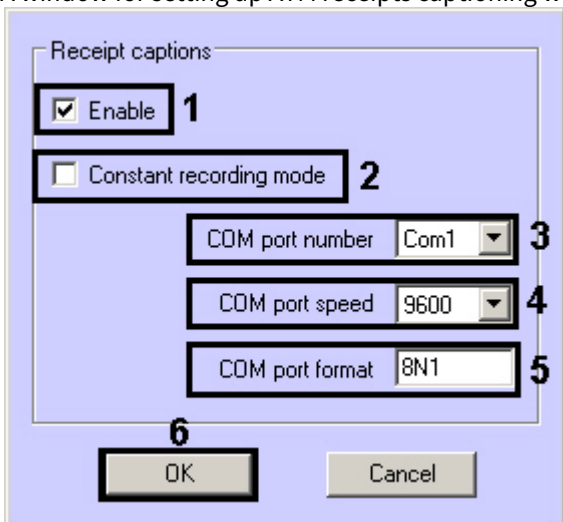 Receipt captions
Enable 1
Constant recording mode 2
COM port number Com1 3
COM port speed 9600 4
COM port format 8N1 5
6
OK Cancel